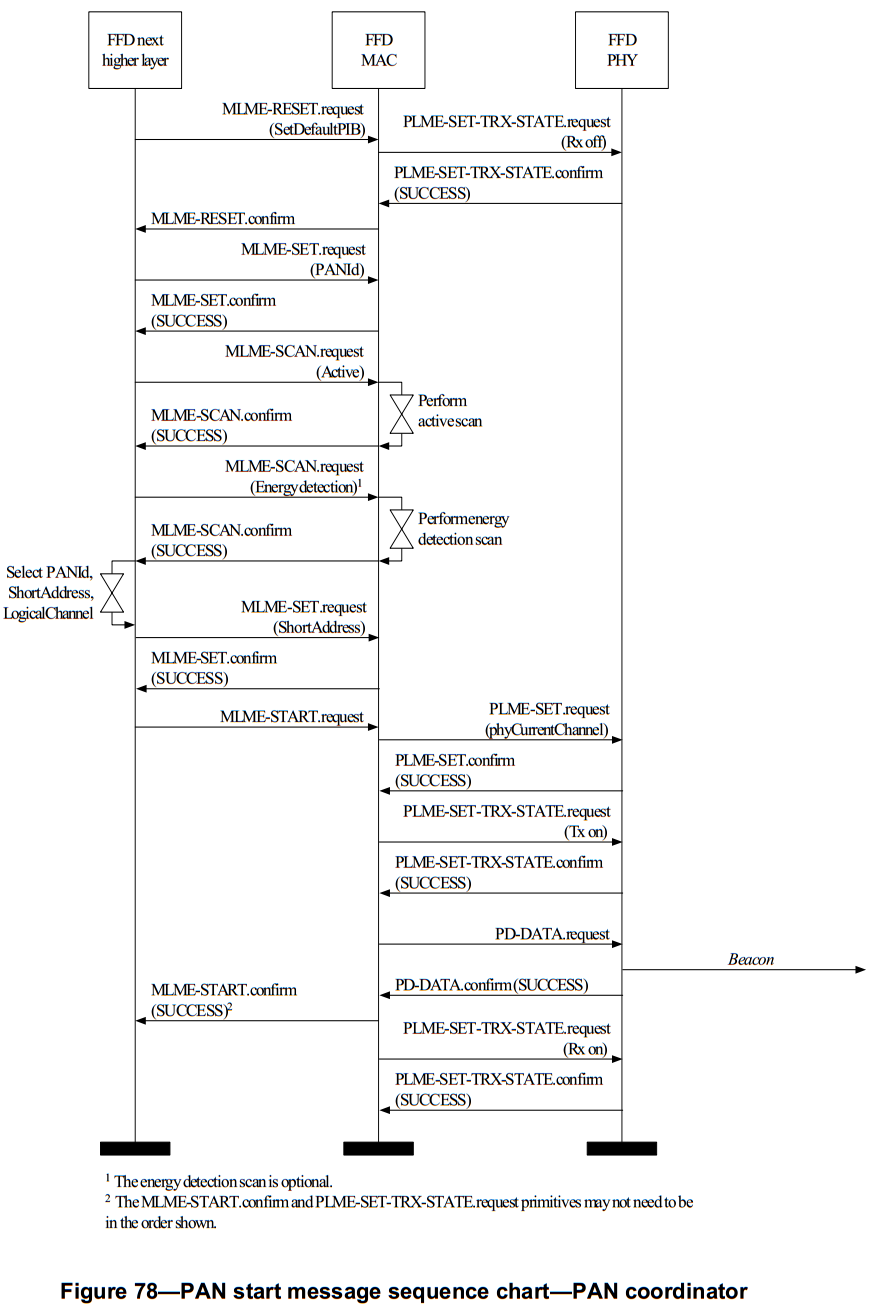 FFD next
higher layer
FFD
MAC
FFD
PHY
MLME-RESET.request
(SetDefaultPIB)
PLME-SET-TRX-STATE.request
(Rx off)
PLME-SET-TRX-STATE.confirm
(SUCCESS)
MLME-RESET.confirm
MLME-SET.request
(PANId)
MLME-SET.confirm
(SUCCESS)
MLME-SCAN.request
(Active)
Perform
active scan
MLME-SCAN.confirm
(SUCCESS)
MLME-SCAN.request
(Energy detection)1
Perform energy
detection scan
MLME-SCAN.confirm
(SUCCESS)
Select PANId,
ShortAddress,
LogicalChannel
MLME-SET.request
(ShortAddress)
MLME-SET.confirm
(SUCCESS)
MLME-START.request
PLME-SET.request
(phyCurrentChannel)
PLME-SET.confirm
(SUCCESS)
PLME-SET-TRX-STATE.request
(Tx on)
PLME-SET-TRX-STATE.confirm
(SUCCESS)
PD-DATA.request
Beacon
PD-DATA.confirm (SUCCESS)
MLME-START.confirm
(SUCCESS)2
PLME-SET-TRX-STATE.request
(Rx on)
PLME-SET-TRX-STATE.confirm
(SUCCESS)
1 The energy detection scan is optional.
2 The MLME-START.confirm and PLME-SET-TRX-STATE.request primitives may not need to be
in the order shown.
Figure 78—PAN start message sequence chart—PAN coordinator